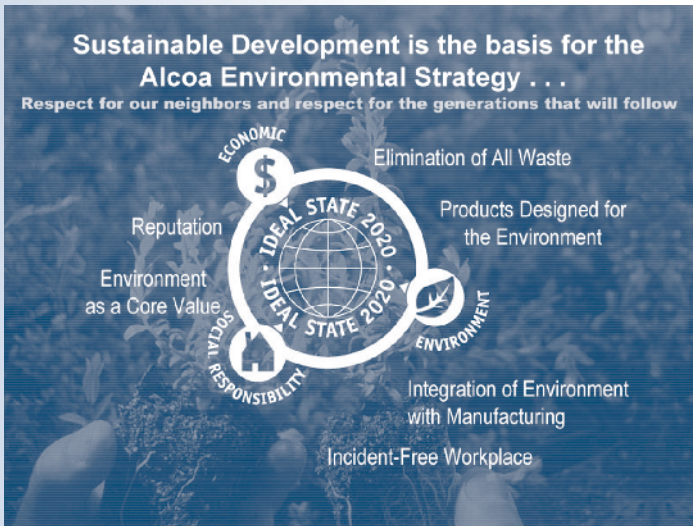 Sustainable Development is the basis for the
Alcoa Environmental Strategy . . .
Respect for our neighbors and respect for the generations that will follow
ECONOMIC
$
Elimination of All Waste
Products Designed for
the Environment
Reputation
IDEAL STATE 2020
IDEAL STATE 2020
Environment
as a Core Value
ENVIRONMENT
SOCIAL RESPONSIBILITY
Integration of Environment
with Manufacturing
Incident-Free Workplace